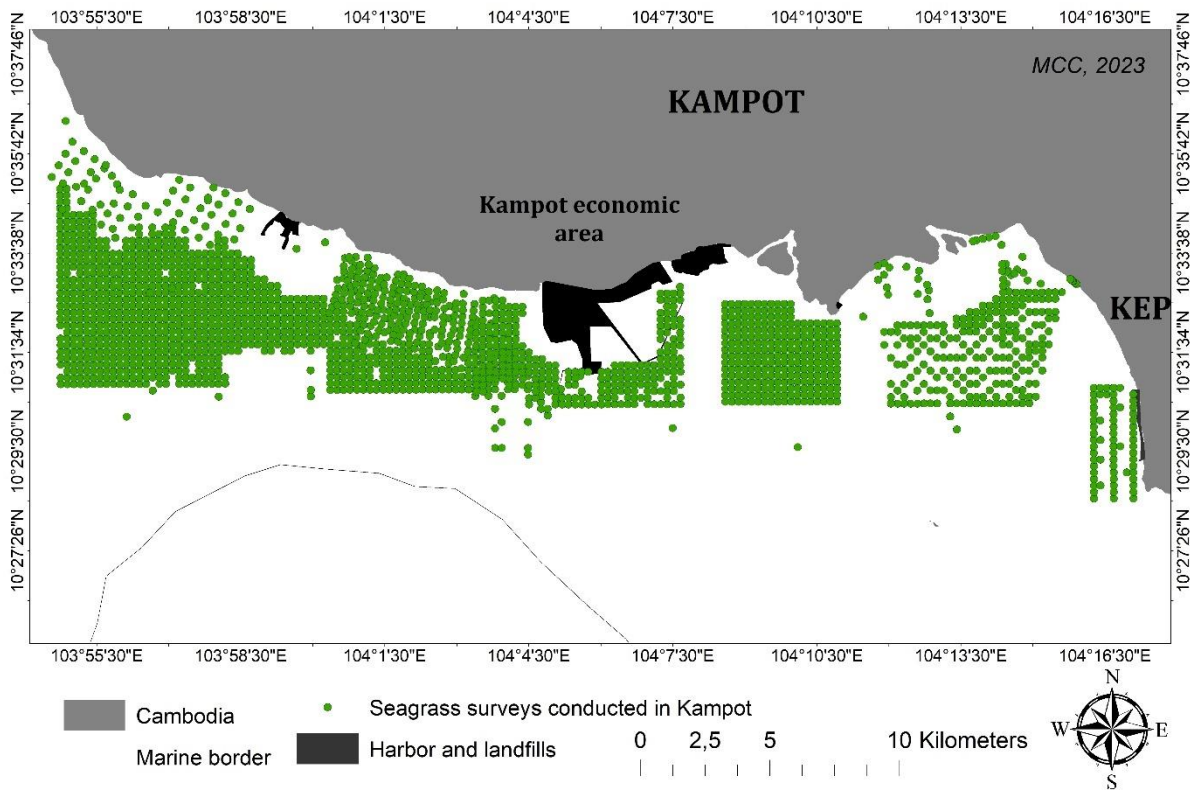 103°55'30"E 103°58'30"E 104°1'30"E 104°4'30"E 104°7'30"E 104°10'30"E 104°13'30"E 104°16'30"E
10°37'46"N
10°35'42"N
10°33'38"N
10°31'34"N
10°29'30"N
10°27'26"N
MCC, 2023
KAMPOT
Kampot economic
area
KEP
10°37'46"N
10°35'42"N
10°33'38"N
10°31'34"N
10°29'30"N
10°27'26"N
103°55'30"E 103°58'30"E 104°1'30"E 104°4'30"E 104°7'30"E 104°10'30"E 104°13'30"E 104°16'30"E
Cambodia
Seagrass surveys conducted in Kampot
Marine border
Harbor and landfills
0 2,5 5 10 Kilometers
N
W E
S